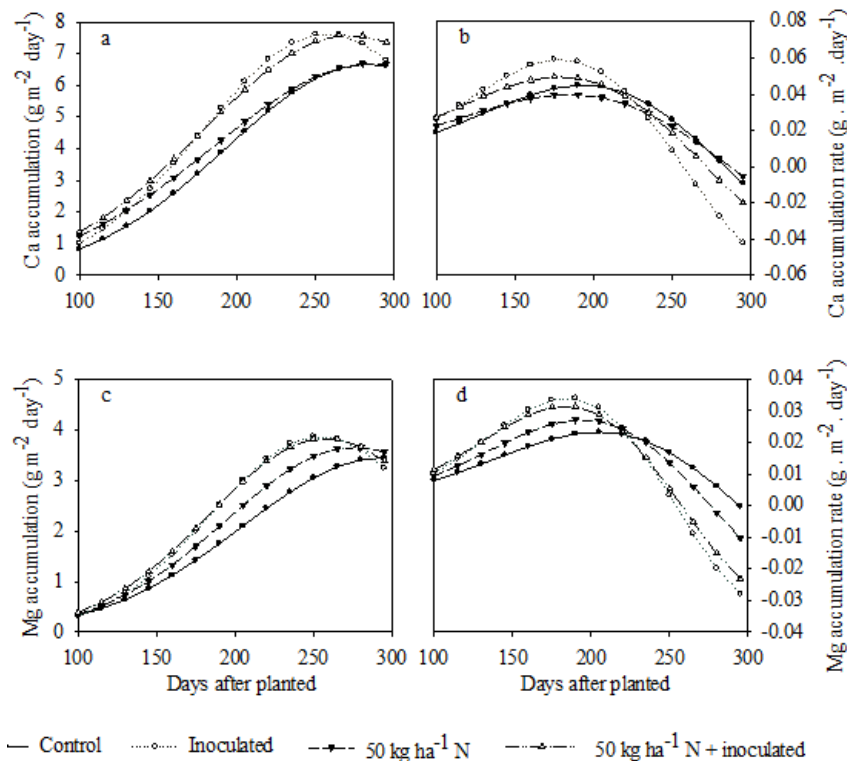 a
Ca accumulation (g m⁻² day⁻¹)
8
7
6
5
4
3
2
1
0
100 150 200 250 300
b
0.08
0.06
0.04
0.02
0.00
-0.02
-0.04
-0.06
Ca accumulation rate (g . m⁻² .day⁻¹)
100 150 200 250 300
c
Mg accumulation (g m⁻² day⁻¹)
5
4
3
2
1
0
100 150 200 250 300
Days after planted
d
0.04
0.03
0.02
0.01
0.00
-0.01
-0.02
-0.03
-0.04
Mg accumulation rate (g . m⁻² . day⁻¹)
100 150 200 250 300
Days after planted
Control Inoculated 50 kg ha⁻¹ N 50 kg ha⁻¹ N + inoculated